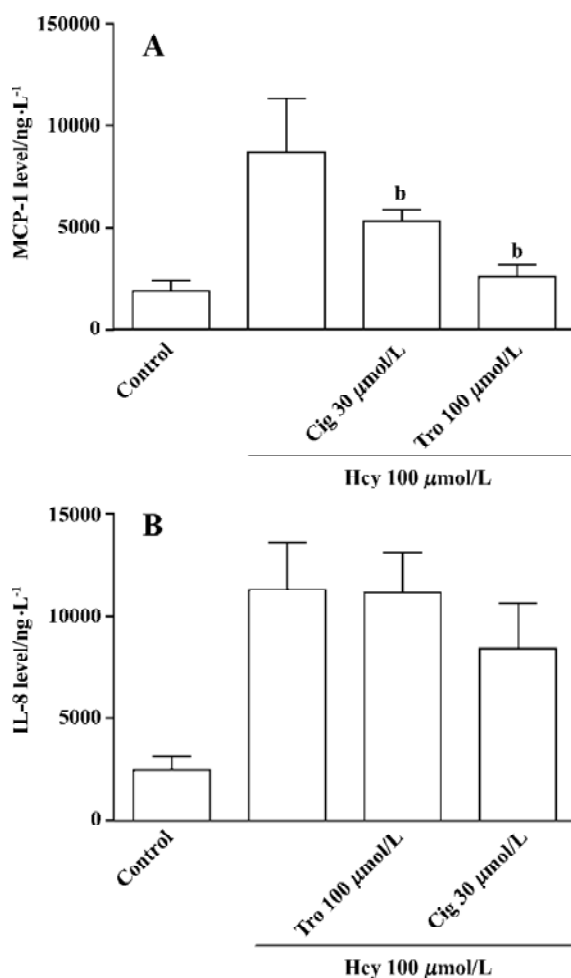 150000
A
10000
5000
0
MCP-1 level/ng·L⁻¹
b
b
Control
Cig 30 µmol/L
Tro 100 µmol/L
Hcy 100 µmol/L
15000
B
10000
5000
0
IL-8 level/ng·L⁻¹
Control
Tro 100 µmol/L
Cig 30 µmol/L
Hcy 100 µmol/L